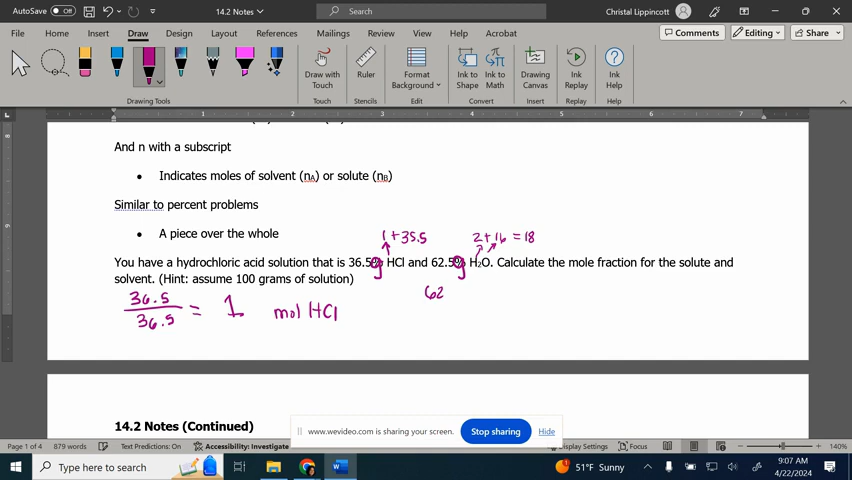 AutoSave Off 14.2 Notes Search Christal Lippincott
File Home Insert Draw Design Layout References Mailings Review View Help Acrobat Comments Editing Share
Draw with Touch
Ruler
Format Background
Ink to Shape
Ink to Math
Drawing Canvas
Ink Replay
Ink Help
Drawing Tools Touch Stencils Edit Convert Insert Replay Help
1 2 3 4 5 6 7
And n with a subscript
• Indicates moles of solvent (nA) or solute (nB)
Similar to percent problems
• A piece over the whole
1 + 35.5 2 + 16 = 18
You have a hydrochloric acid solution that is 36.5% g HCl and 62.5% g H₂O. Calculate the mole fraction for the solute and
solvent. (Hint: assume 100 grams of solution)
36.5
36.5
= 1 mol HCl
62
14.2 Notes (Continued)
www.wevideo.com is sharing your screen. Stop sharing Hide
Page 1 of 4 879 words Text Predictions: On Accessibility: Investigate Display Settings Focus 140%
Type here to search 51°F Sunny 9:07 AM
4/22/2024